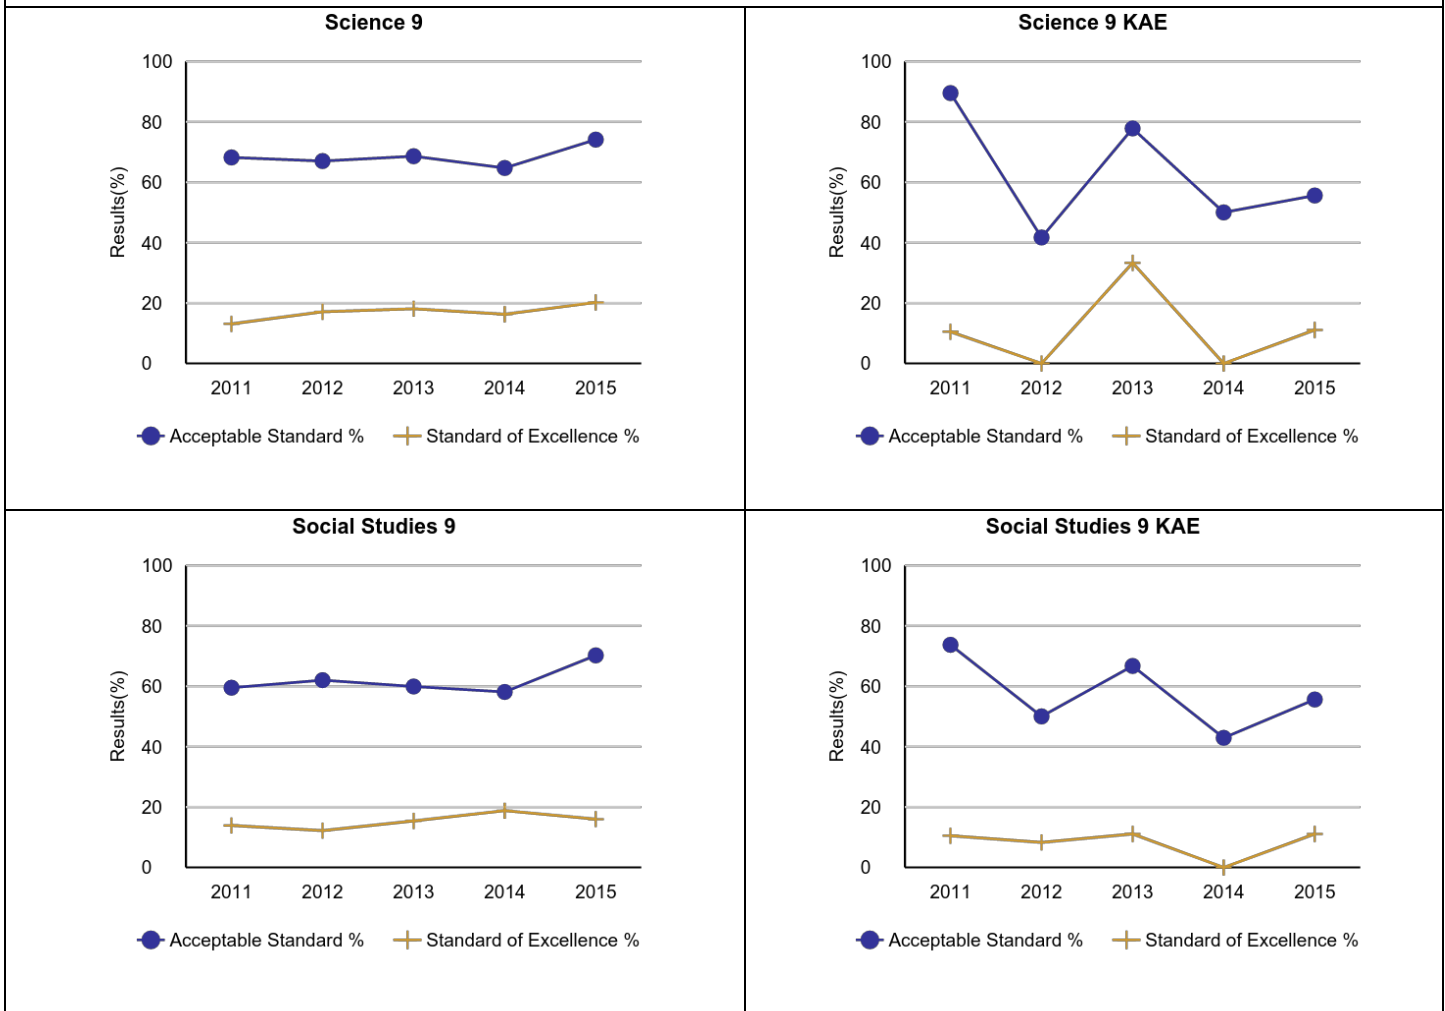 Science 9
100
80
60
40
20
0
Results(%)
2011 2012 2013 2014 2015
Acceptable Standard % Standard of Excellence %
Science 9 KAE
100
80
60
40
20
0
Results(%)
2011 2012 2013 2014 2015
Acceptable Standard % Standard of Excellence %
Social Studies 9
100
80
60
40
20
0
Results(%)
2011 2012 2013 2014 2015
Acceptable Standard % Standard of Excellence %
Social Studies 9 KAE
100
80
60
40
20
0
Results(%)
2011 2012 2013 2014 2015
Acceptable Standard % Standard of Excellence %